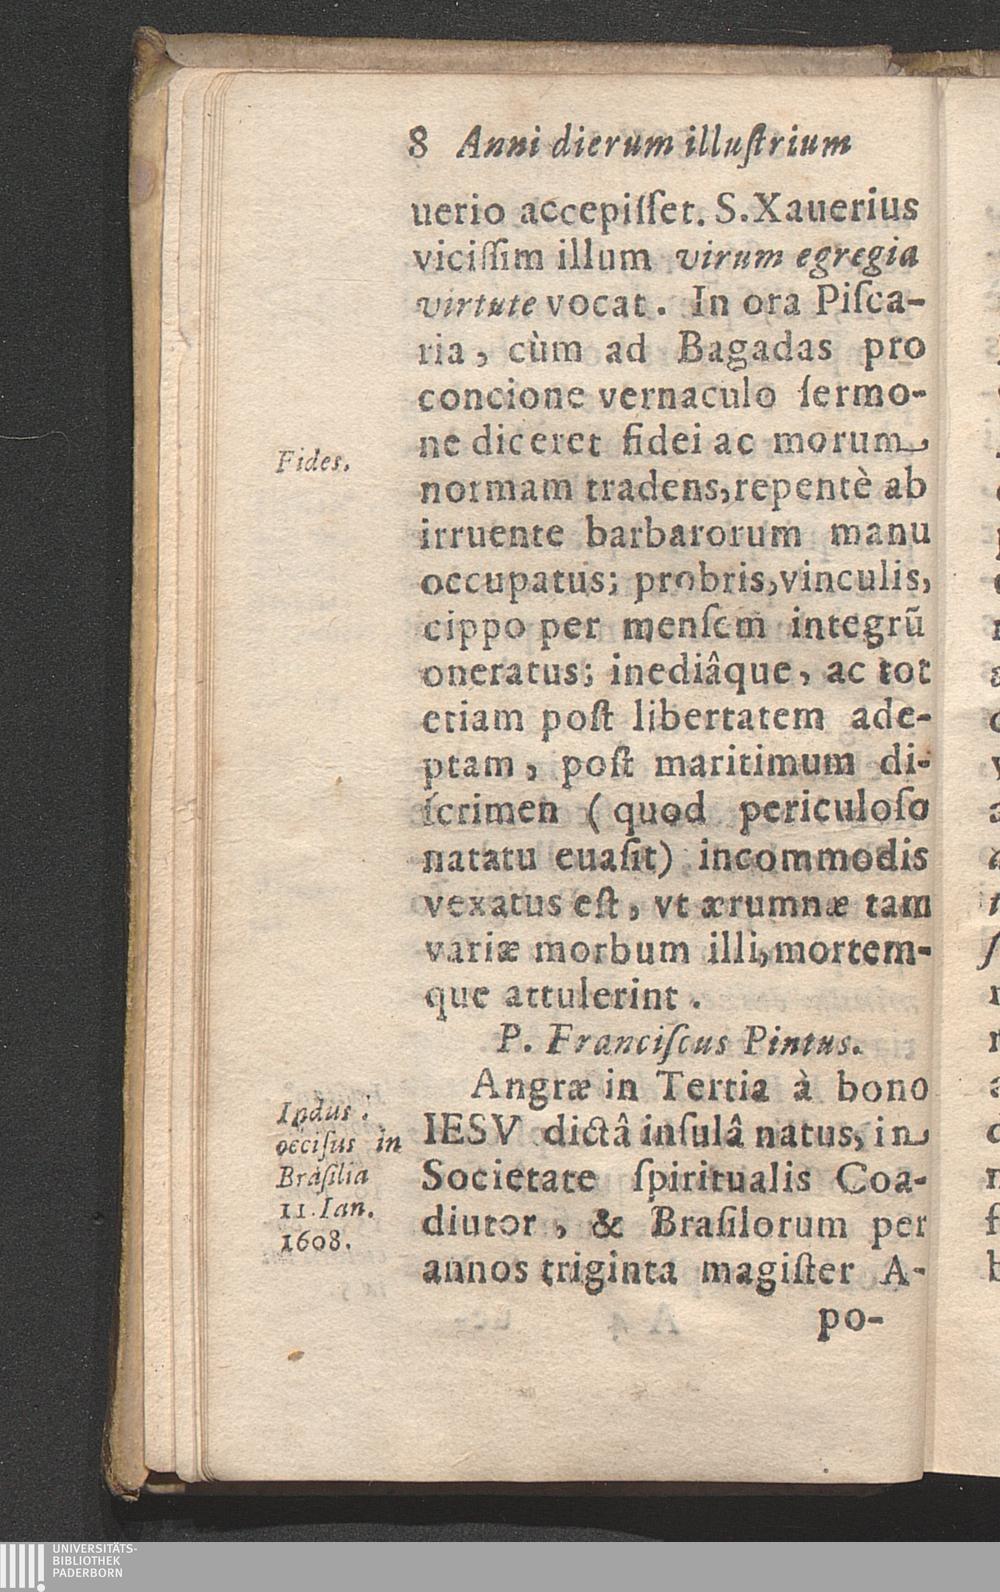 8 Anni dierum illuſtrium
uerio accepiſſet. S. Xauerius
viciſſim illum virum egregia
virtute vocat. In ora Piſca-
ria, cùm ad Bagadas pro
concione vernaculo ſermo-
ne diceret fidei ac morum
Fides.
normam tradens, repentè ab
irruente barbarorum manu
occupatus; probris, vinculis,
cippo per menſem integrũ
oneratus; inediâque, ac tot
etiam poſt libertatem ade-
ptam, poſt maritimum di-
ſcrimen (quod periculoſo
natatu euaſit) incommodis
vexatus eſt, vt ærumnæ tam
variæ morbum illi, mortem-
que attulerint.
P. Franciſcus Pintus.
Angræ in Tertia à bono
IESV dictâ inſulâ natus, in
Societate ſpiritualis Coa-
diutor, & Braſilorum per
annos triginta magiſter A-
po-
Indus:
occiſus in
Braſilia
11. Ian.
1608.
UNIVERSITÄTS-
BIBLIOTHEK
PADERBORN